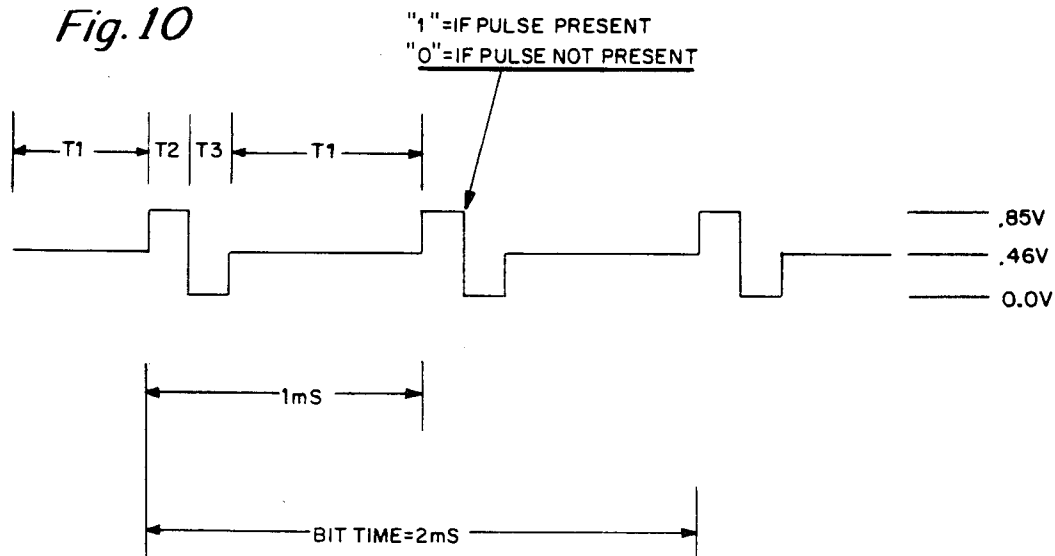 Fig. 10
"1"=IF PULSE PRESENT
"0"=IF PULSE NOT PRESENT
T1 T2 T3 T1
.85V
.46V
0.0V
1mS
BIT TIME=2mS